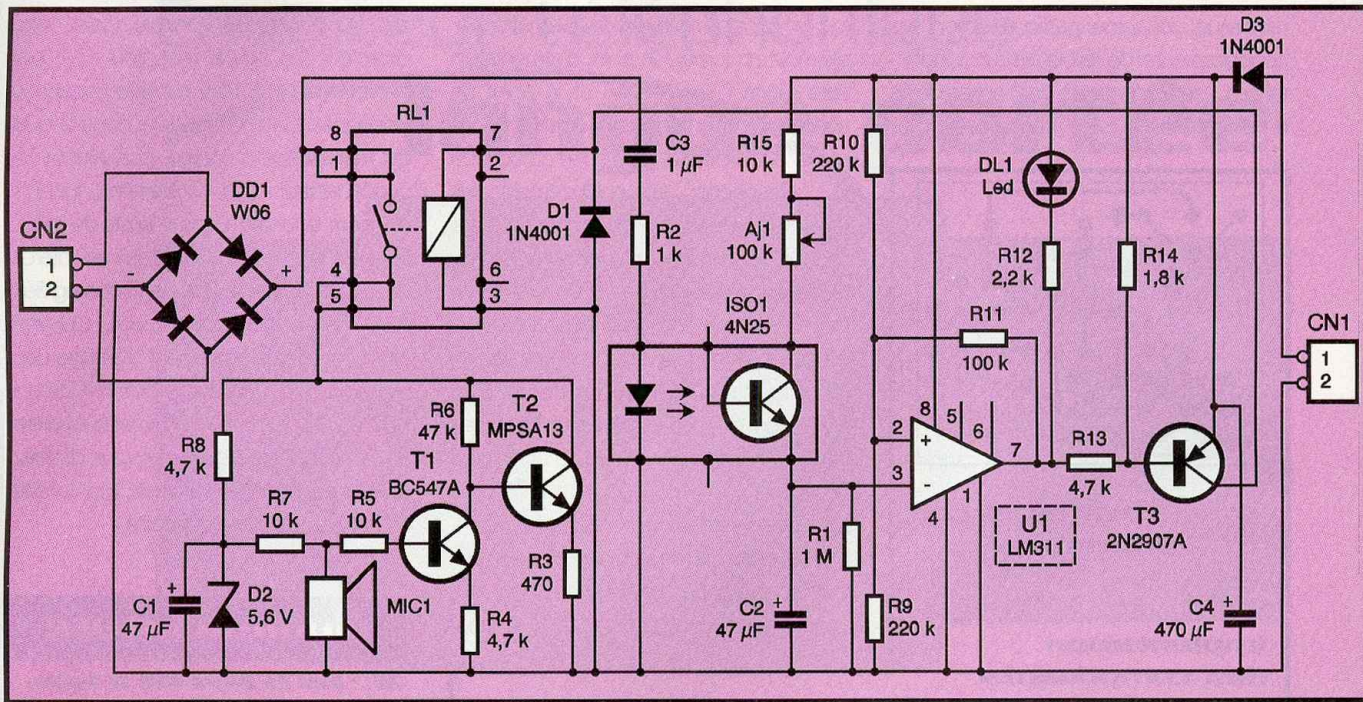 D3
1N4001
RL1
8
7
1
2
4
6
5
3
C3
1 µF
R15
10 k
R10
220 k
DL1
Led
DD1
W06
CN2
1
2
-
+
D1
1N4001
R2
1 k
Aj1
100 k
R12
2,2 k
R14
1,8 k
ISO1
4N25
R11
100 k
CN1
1
2
R6
47 k
T2
MPSA13
R8
4,7 k
T1
BC547A
8
5
6
2
+
7
3
-
4
1
R13
4,7 k
R7
10 k
R5
10 k
R3
470
R1
1 M
U1
LM311
T3
2N2907A
+
C1
47 µF
D2
5,6 V
MIC1
R4
4,7 k
+
C2
47 µF
R9
220 k
+
C4
470 µF